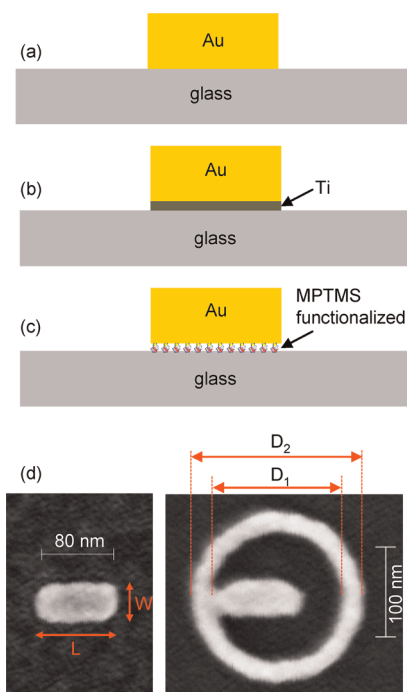 (a)
Au
glass
(b)
Au
Ti
glass
(c)
Au
MPTMS
functionalized
glass
(d)
D2
D1
80 nm
W
L
100 nm